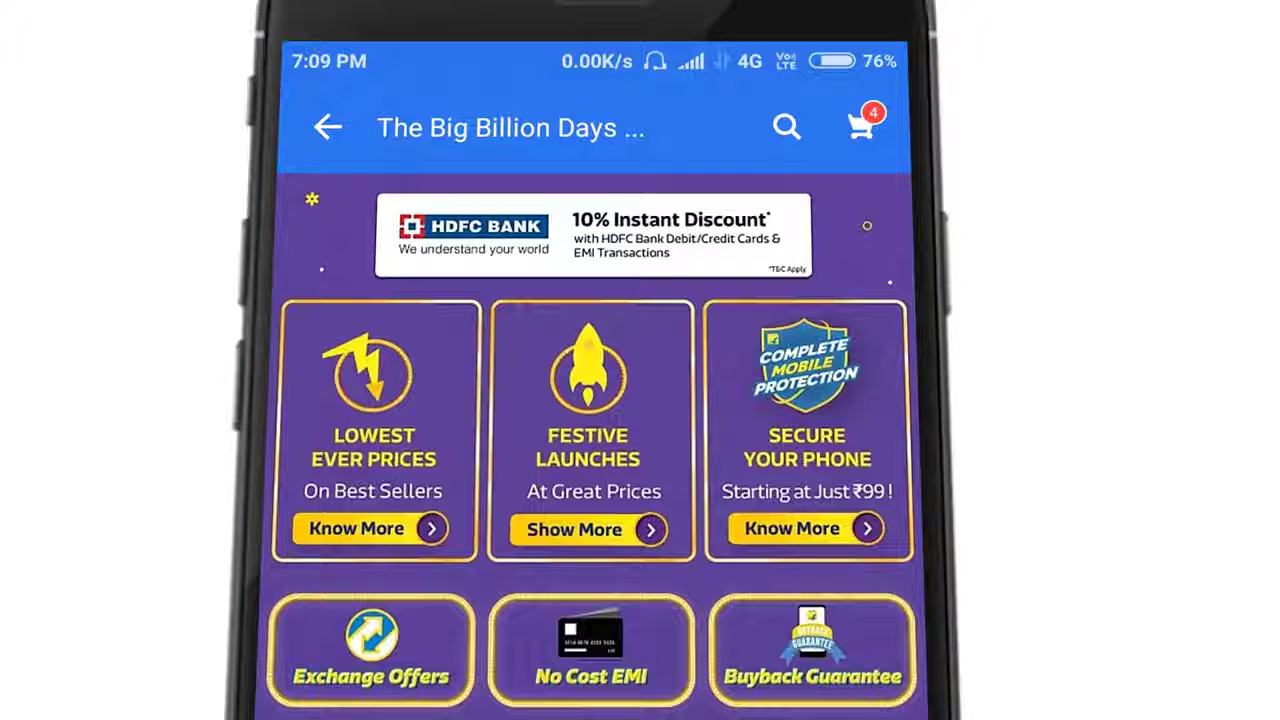 7:09 PM
0.00K/s 4G VoLTE 76%
The Big Billion Days ...
4
HDFC BANK
We understand your world
10% Instant Discount*
with HDFC Bank Debit/Credit Cards &
EMI Transactions
*T&C Apply
LOWEST
EVER PRICES
On Best Sellers
Know More
FESTIVE
LAUNCHES
At Great Prices
Show More
COMPLETE
MOBILE
PROTECTION
SECURE
YOUR PHONE
Starting at Just ₹99!
Know More
Exchange Offers
No Cost EMI
BUYBACK
GUARANTEE
Buyback Guarantee